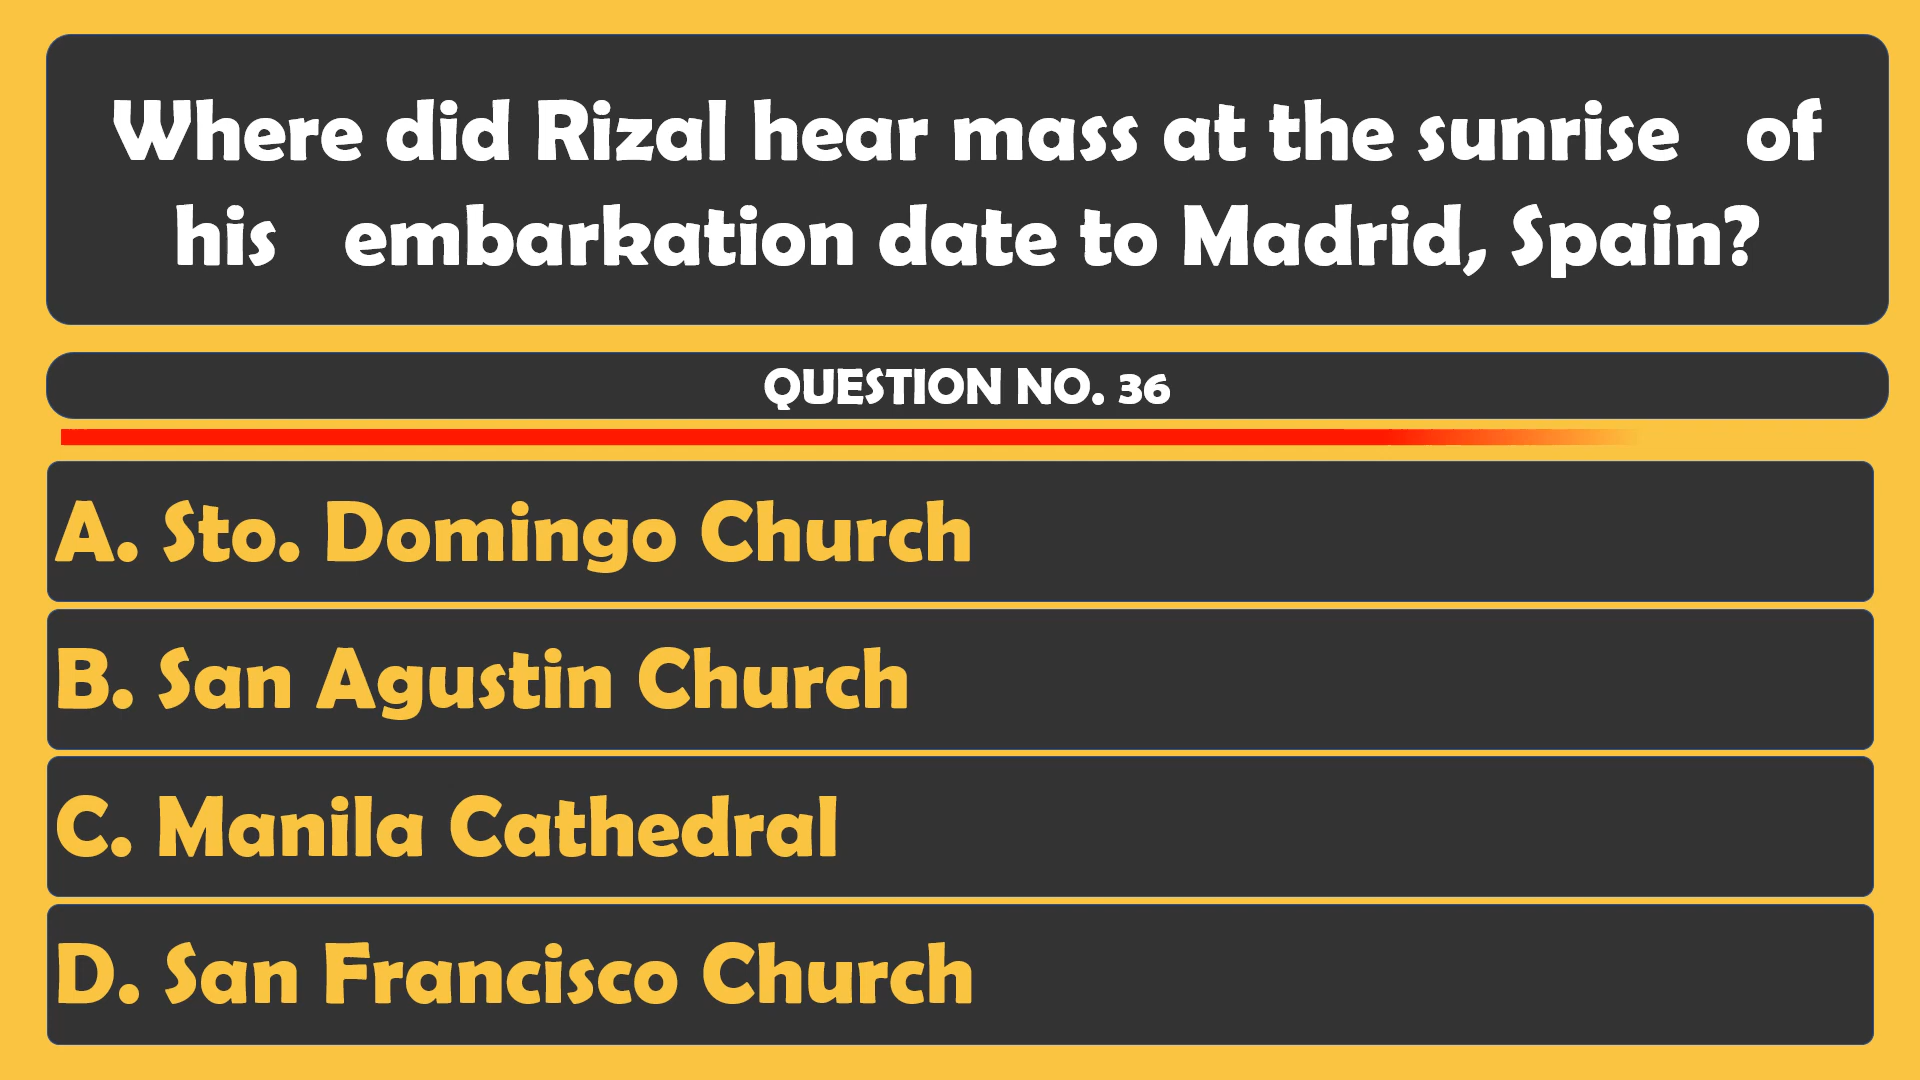 Where did Rizal hear mass at the sunrise   of
his   embarkation date to Madrid, Spain?
QUESTION NO. 36
A. Sto. Domingo Church
B. San Agustin Church
C. Manila Cathedral
D. San Francisco Church